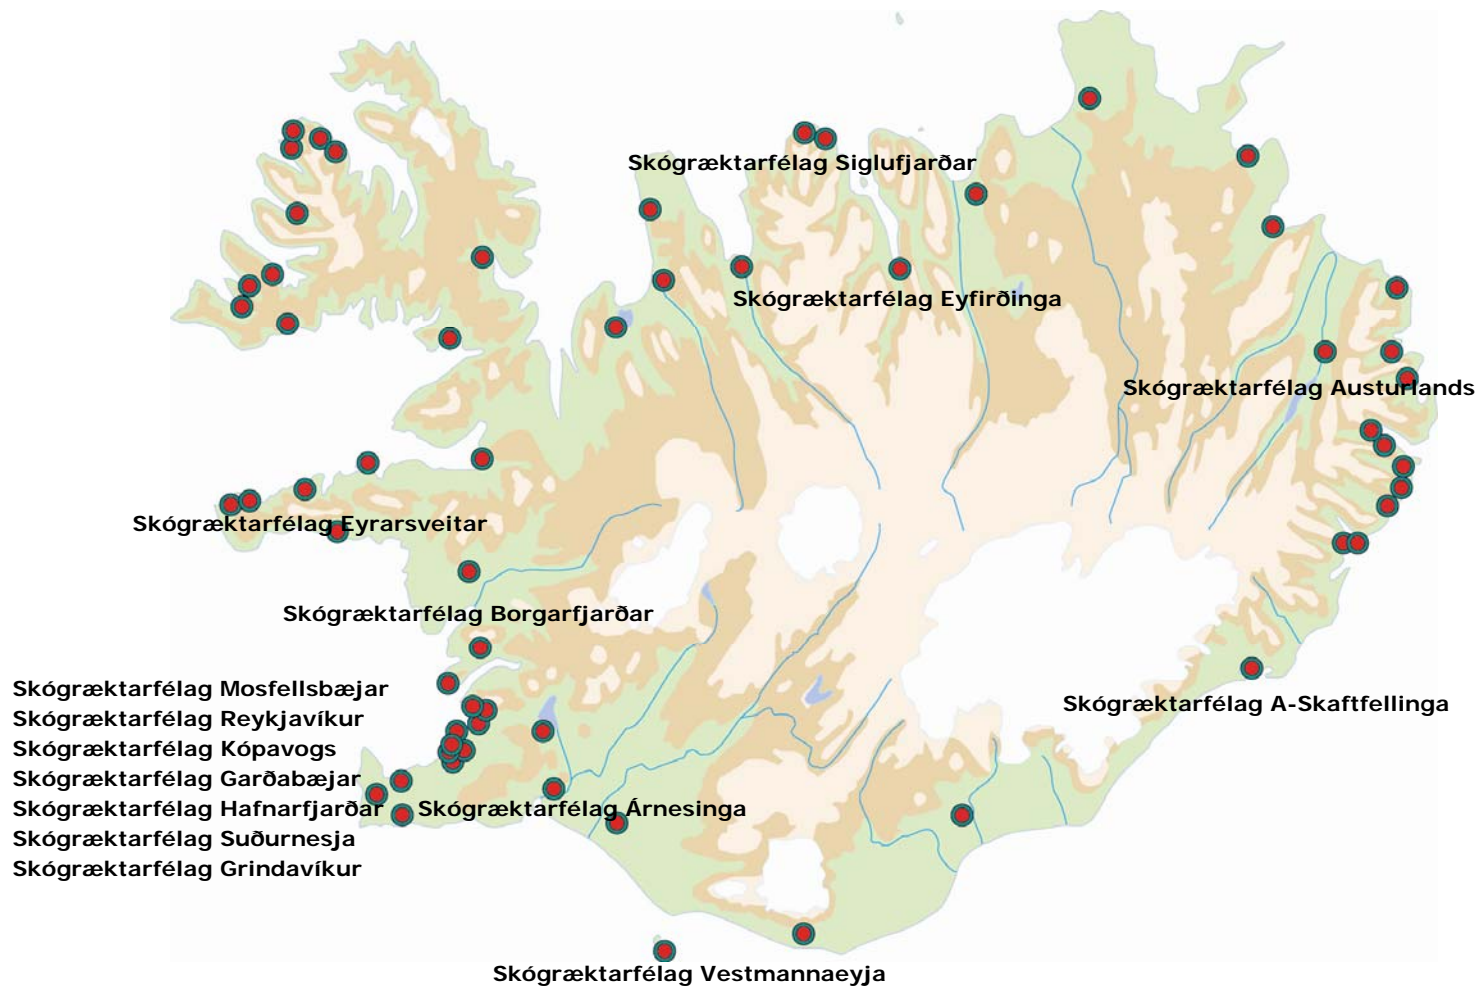 Skógræktarfélag Siglufjarðar
Skógræktarfélag Eyfirðinga
Skógræktarfélag Austurlands
Skógræktarfélag Eyrarsveitar
Skógræktarfélag Borgarfjarðar
Skógræktarfélag Mosfellsbæjar
Skógræktarfélag Reykjavíkur
Skógræktarfélag Kópavogs
Skógræktarfélag Garðabæjar
Skógræktarfélag Hafnarfjarðar
Skógræktarfélag Suðurnesja
Skógræktarfélag Grindavíkur
Skógræktarfélag Árnesinga
Skógræktarfélag A-Skaftfellinga
Skógræktarfélag Vestmannaeyja